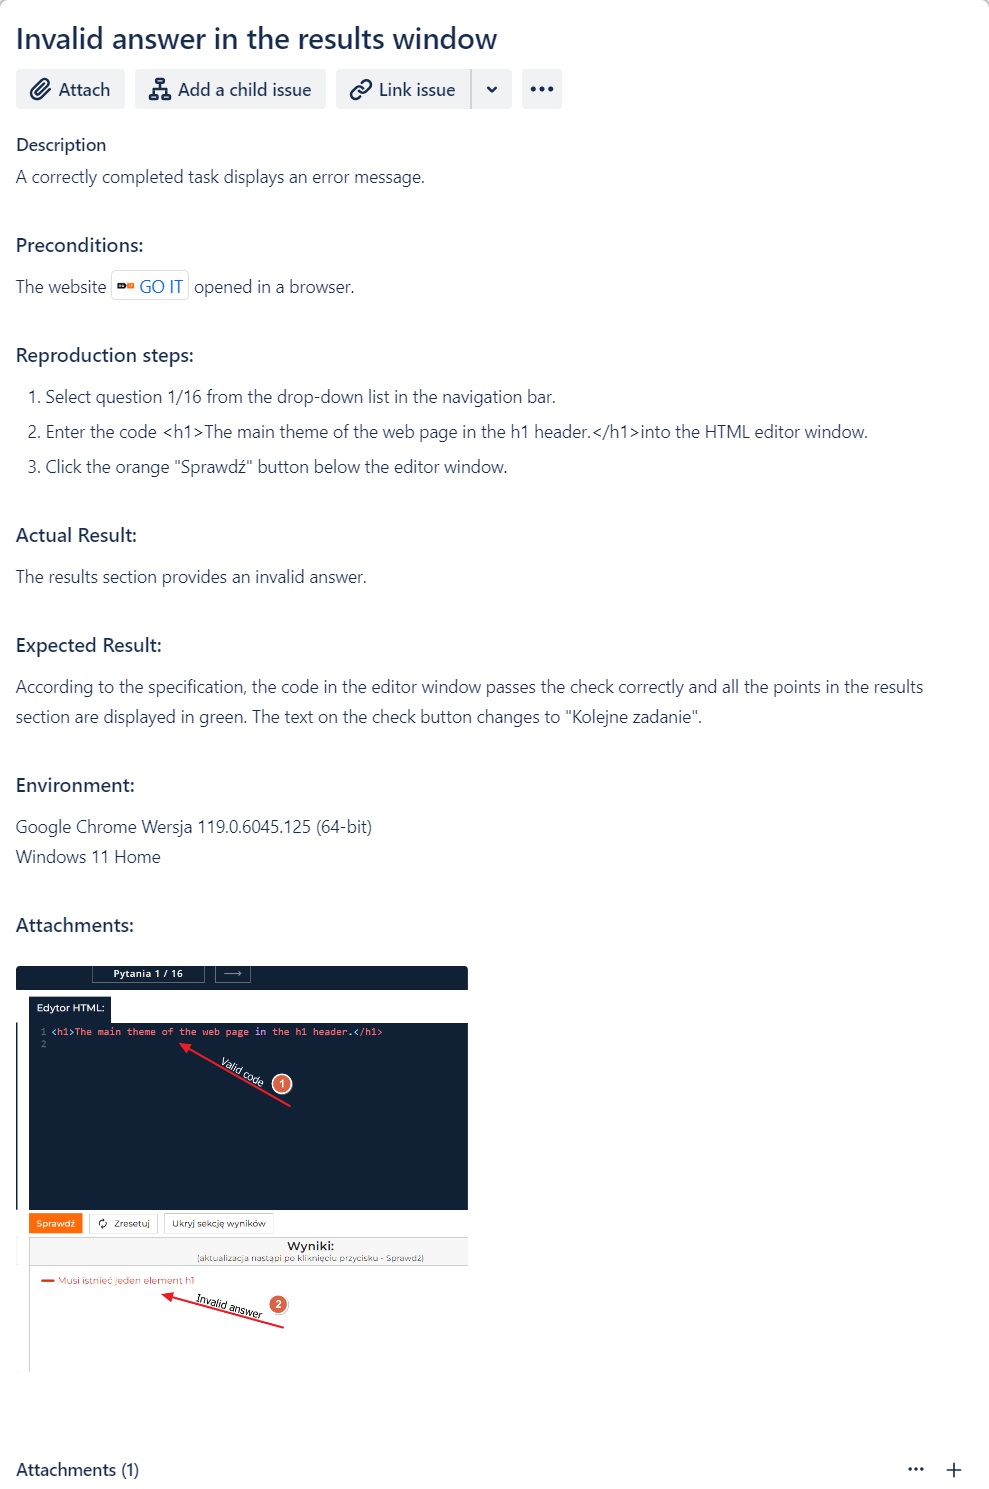 Invalid answer in the results window
Attach
Add a child issue
Link issue
Description
A correctly completed task displays an error message.
Preconditions:
The website GO IT opened in a browser.
Reproduction steps:
1. Select question 1/16 from the drop-down list in the navigation bar.
2. Enter the code <h1>The main theme of the web page in the h1 header.</h1>into the HTML editor window.
3. Click the orange "Sprawdź" button below the editor window.
Actual Result:
The results section provides an invalid answer.
Expected Result:
According to the specification, the code in the editor window passes the check correctly and all the points in the results
section are displayed in green. The text on the check button changes to "Kolejne zadanie".
Environment:
Google Chrome Wersja 119.0.6045.125 (64-bit)
Windows 11 Home
Attachments:
Pytania 1 / 16
Edytor HTML:
1 <h1>The main theme of the web page in the h1 header.</h1>
2
Valid code 1
Sprawdź
Zresetuj
Ukryj sekcję wyników
Wyniki:
(aktualizacja nastąpi po kliknięciu przycisku - Sprawdź)
Musi istnieć jeden element h1
Invalid answer 2
Attachments (1)